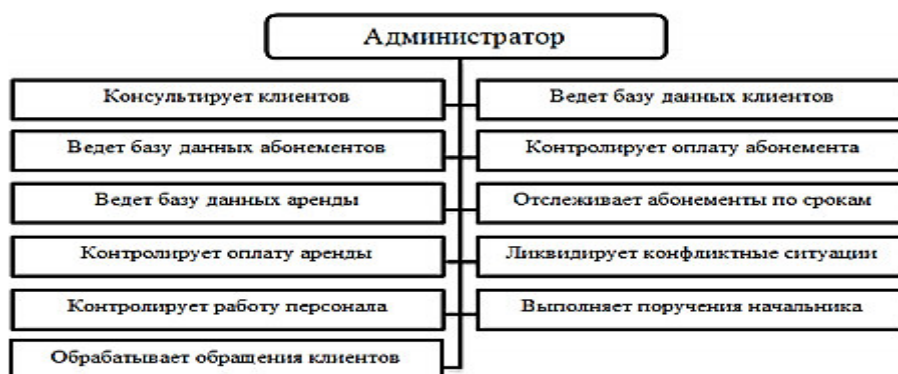 Администратор
Консультирует клиентов
Ведет базу данных клиентов
Ведет базу данных абонементов
Контролирует оплату абонемента
Ведет базу данных аренды
Отслеживает абонементы по срокам
Контролирует оплату аренды
Ликвидирует конфликтные ситуации
Контролирует работу персонала
Выполняет поручения начальника
Обрабатывает обращения клиентов